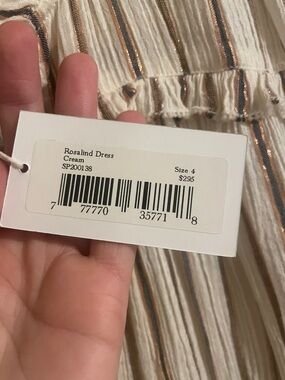 Rosalind Dress
Cream
SP200138
Size 4
$295
7 77770 35771 8